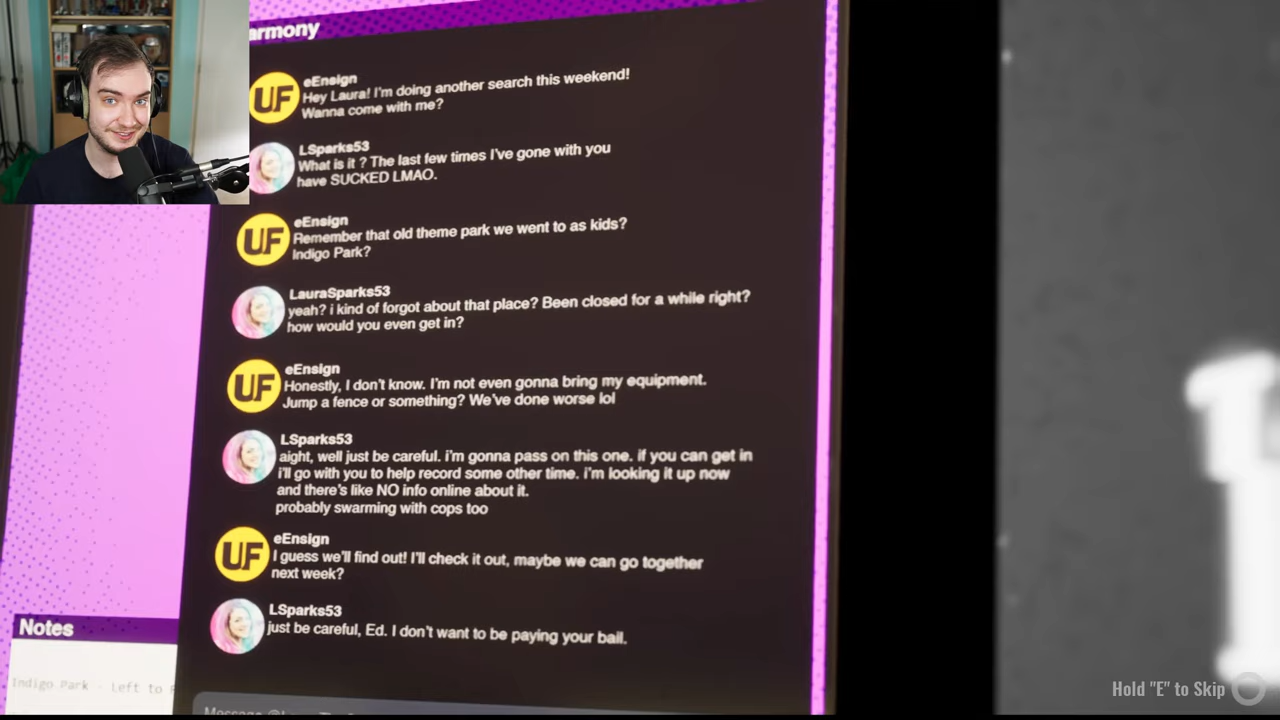 armony
eEnsign
Hey Laura! I'm doing another search this weekend!
Wanna come with me?
LSparks53
What is it ? The last few times I've gone with you
have SUCKED LMAO.
eEnsign
Remember that old theme park we went to as kids?
Indigo Park?
LauraSparks53
yeah? i kind of forgot about that place? Been closed for a while right?
how would you even get in?
eEnsign
Honestly, I don't know. I'm not even gonna bring my equipment.
Jump a fence or something? We've done worse lol
LSparks53
aight, well just be careful. i'm gonna pass on this one. if you can get in
i'll go with you to help record some other time. i'm looking it up now
and there's like NO info online about it.
probably swarming with cops too
eEnsign
I guess we'll find out! I'll check it out, maybe we can go together
next week?
LSparks53
just be careful, Ed. I don't want to be paying your bail.
UF
UF
UF
UF
Notes
Indigo Park - Left to
Message
Hold "E" to Skip